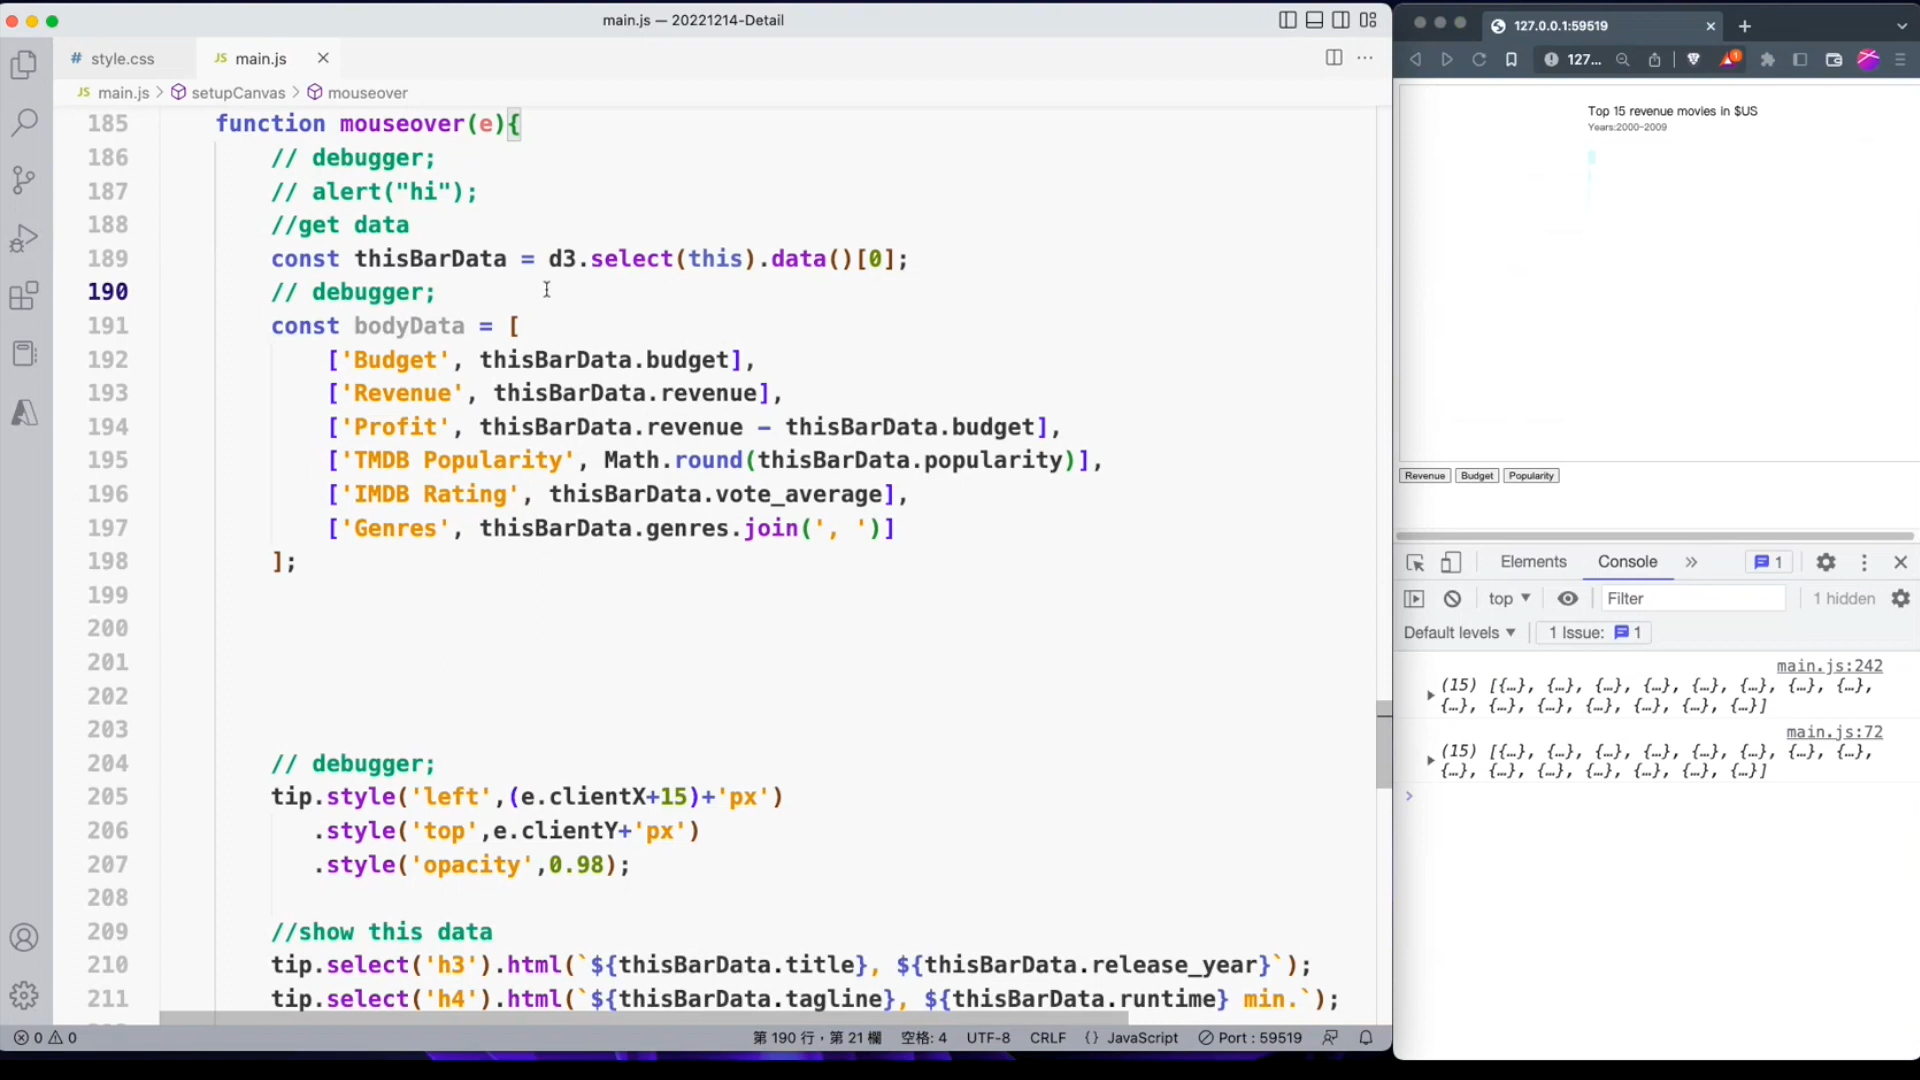 main.js — 20221214-Detail
# style.css
JS main.js ×
JS main.js > setupCanvas > mouseover
185 function mouseover(e){
186 // debugger;
187 // alert("hi");
188 //get data
189 const thisBarData = d3.select(this).data()[0];
190 // debugger;
191 const bodyData = [
192 ['Budget', thisBarData.budget],
193 ['Revenue', thisBarData.revenue],
194 ['Profit', thisBarData.revenue - thisBarData.budget],
195 ['TMDB Popularity', Math.round(thisBarData.popularity)],
196 ['IMDB Rating', thisBarData.vote_average],
197 ['Genres', thisBarData.genres.join(', ')]
198 ];
199
200
201
202
203
204 // debugger;
205 tip.style('left',(e.clientX+15)+'px')
206 .style('top',e.clientY+'px')
207 .style('opacity',0.98);
208
209 //show this data
210 tip.select('h3').html(`${thisBarData.title}, ${thisBarData.release_year}`);
211 tip.select('h4').html(`${thisBarData.tagline}, ${thisBarData.runtime} min.`);
0 0 第 190 行，第 21 欄 空格: 4 UTF-8 CRLF {} JavaScript Port : 59519
127.0.0.1:59519
127... 1
Top 15 revenue movies in $US
Years:2000-2009
Revenue Budget Popularity
Elements Console » 1
top Filter 1 hidden
Default levels 1 Issue: 1
main.js:242
(15) [{…}, {…}, {…}, {…}, {…}, {…}, {…}, {…},
{…}, {…}, {…}, {…}, {…}, {…}, {…}]
main.js:72
(15) [{…}, {…}, {…}, {…}, {…}, {…}, {…}, {…},
{…}, {…}, {…}, {…}, {…}, {…}, {…}]
>